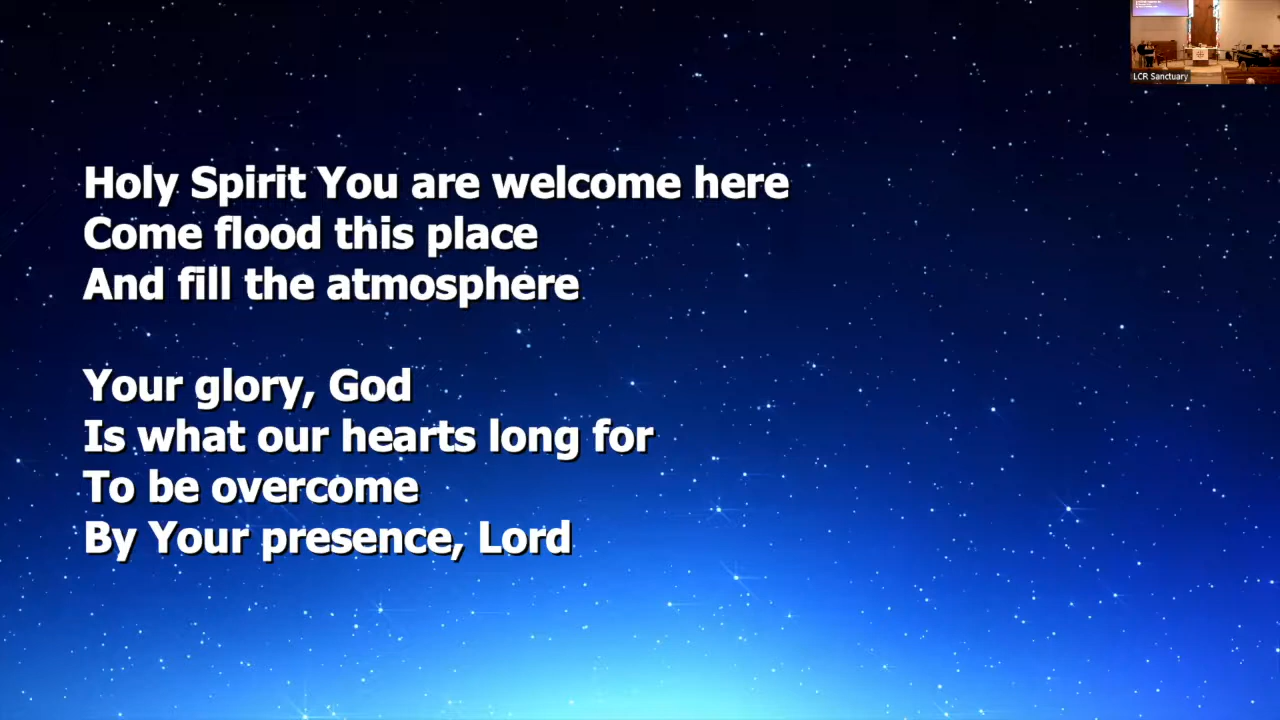 LCR Sanctuary
Holy Spirit You are welcome here
Come flood this place
And fill the atmosphere
Your glory, God
Is what our hearts long for
To be overcome
By Your presence, Lord